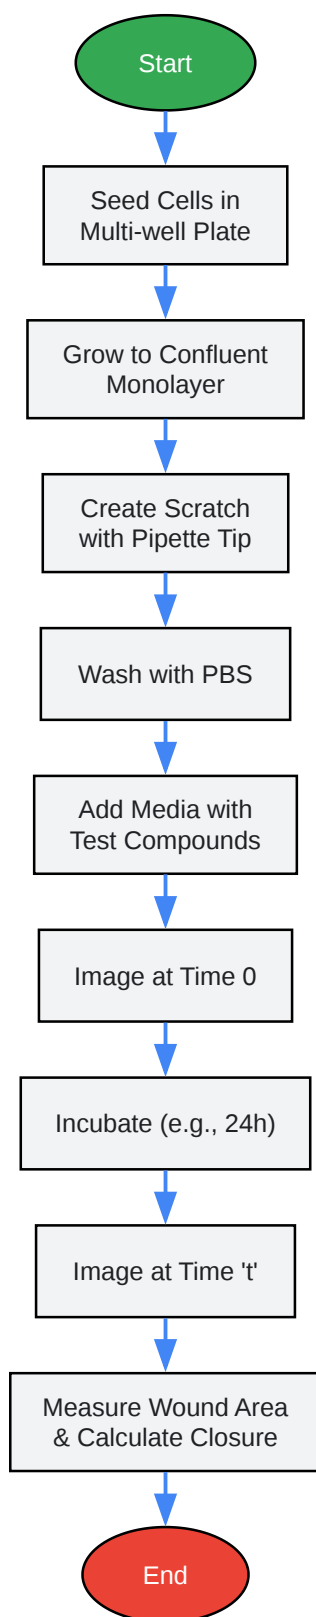 Start
Seed Cells in
Multi-well Plate
Grow to Confluent
Monolayer
Create Scratch
with Pipette Tip
Wash with PBS
Add Media with
Test Compounds
Image at Time 0
Incubate (e.g., 24h)
Image at Time 't'
Measure Wound Area
& Calculate Closure
End